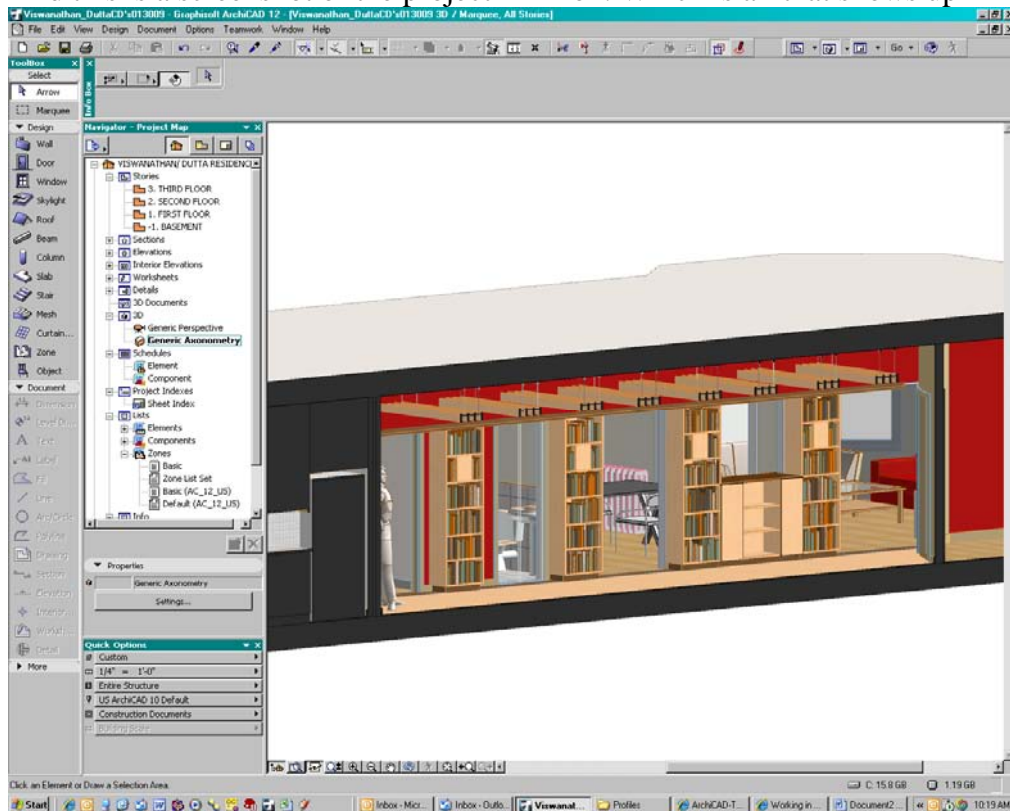 Viswanathan_DuttaCD's013009 - Graphisoft ArchiCAD 12 - [Viswanathan_DuttaCD's013009 3D / Marquee, All Stories]
File Edit View Design Document Options Teamwork Window Help
Go
ToolBox
Select
Arrow
Marquee
Design
Wall
Door
Window
Skylight
Roof
Beam
Column
Slab
Stair
Mesh
Curtain...
Zone
Object
Document
Dimension
Level Di...
Text
Label
Fill
Line
Arc/Circle
Polyline
Drawing
Section
Elevation
Interior...
Worksh...
Detail
More
Info Box
Navigator - Project Map
VISWANATHAN/ DUTTA RESIDENCE
Stories
3. THIRD FLOOR
2. SECOND FLOOR
1. FIRST FLOOR
-1. BASEMENT
Sections
Elevations
Interior Elevations
Worksheets
Details
3D Documents
3D
Generic Perspective
Generic Axonometry
Schedules
Element
Component
Project Indexes
Sheet Index
Lists
Elements
Components
Zones
Basic
Zone List Set
Basic (AC_12_US)
Default (AC_12_US)
Info
Properties
Generic Axonometry
Settings...
Quick Options
Custom
1/4" = 1'-0"
Entire Structure
US ArchiCAD 10 Default
Construction Documents
Building Scale
Click an Element or Draw a Selection Area.
C: 15.8 GB
1.19 GB
Start
Inbox - Micr...
Inbox - Outlo...
Viswanat...
Profiles
ArchiCAD-T...
Working in...
Document2 ...
10:19 AM